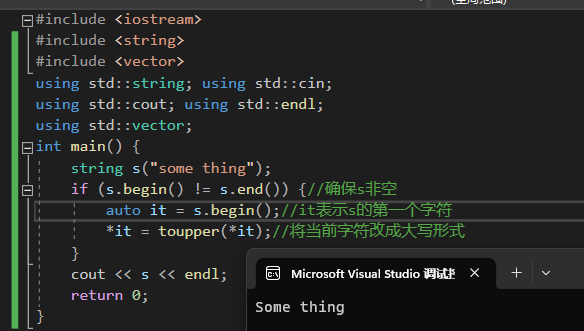 (全局范围)
#include <iostream>
#include <string>
#include <vector>
using std::string; using std::cin;
using std::cout; using std::endl;
using std::vector;
int main() {
string s("some thing");
if (s.begin() != s.end()) {//确保s非空
auto it = s.begin();//it表示s的第一个字符
*it = toupper(*it);//将当前字符改成大写形式
}
cout << s << endl;
return 0;
}
Microsoft Visual Studio 调试
Some thing